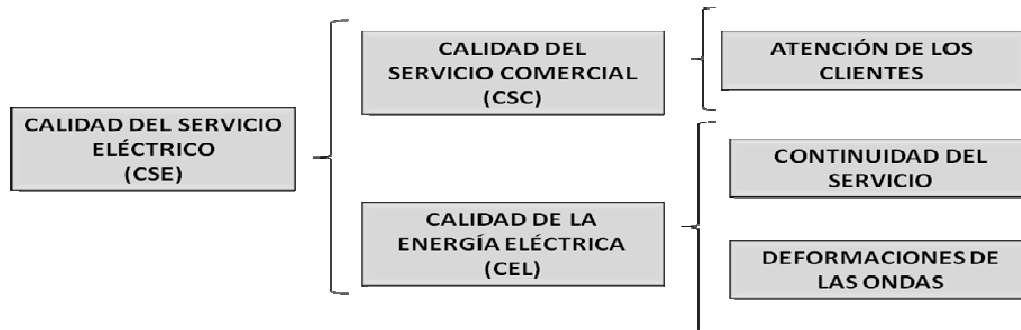 CALIDAD DEL SERVICIO
ELÉCTRICO
(CSE)
CALIDAD DEL
SERVICIO COMERCIAL
(CSC)
ATENCIÓN DE LOS
CLIENTES
CALIDAD DE LA
ENERGÍA ELÉCTRICA
(CEL)
CONTINUIDAD DEL
SERVICIO
DEFORMACIONES DE
LAS ONDAS